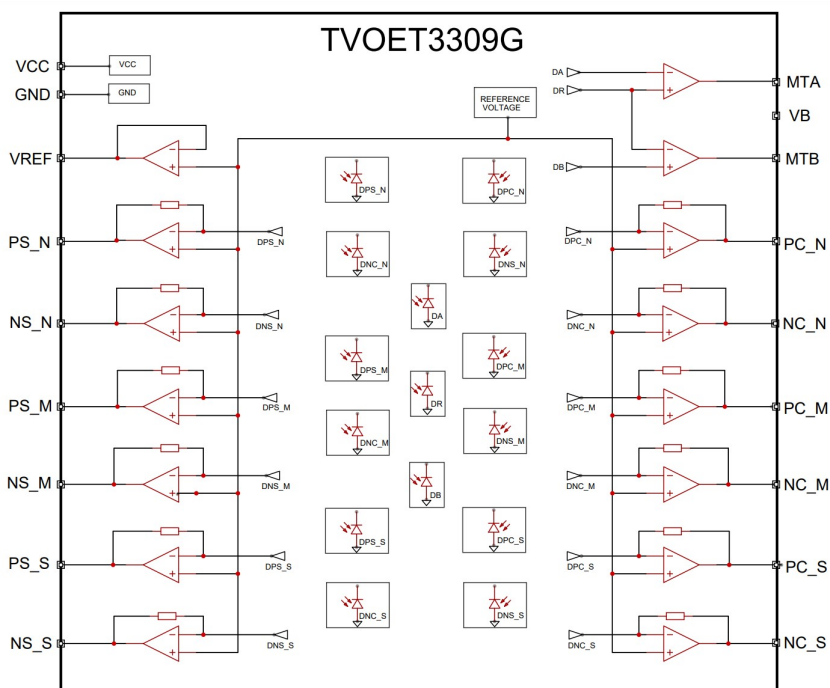 TVOET3309G
VCC
VCC
GND
GND
VREF
REFERENCE
VOLTAGE
DA
DR
MTA
VB
DB
MTB
DPS_N
DPC_N
PS_N
DPS_N
DPC_N
PC_N
DNC_N
DNS_N
NS_N
DNS_N
DA
DNC_N
NC_N
DPS_M
DPC_M
PS_M
DPS_M
DR
DPC_M
PC_M
DNC_M
DNS_M
NS_M
DNS_M
DB
DNC_M
NC_M
DPS_S
DPC_S
PS_S
DPS_S
DPC_S
PC_S
DNC_S
DNS_S
NS_S
DNS_S
DNC_S
NC_S